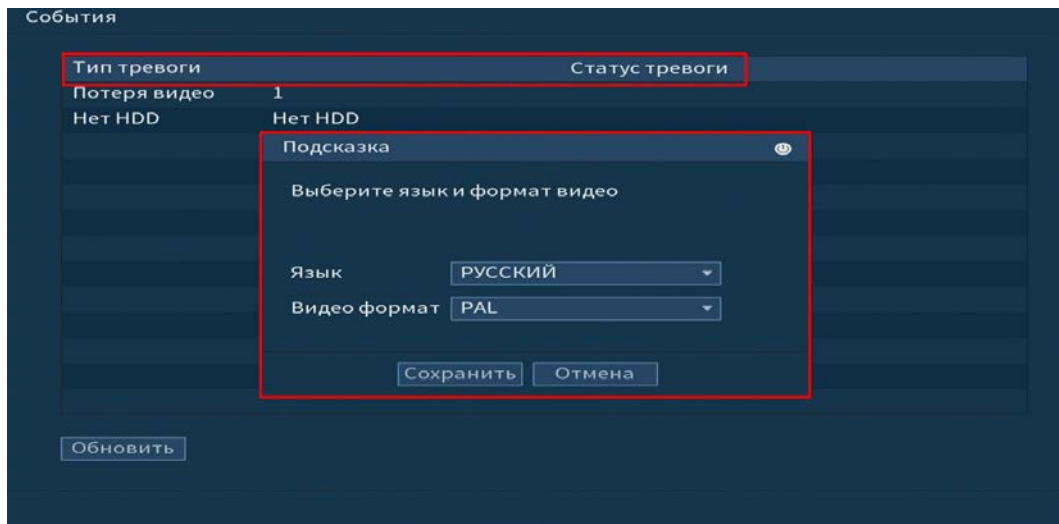 События
Тип тревоги Статус тревоги
Потеря видео 1
Нет HDD Нет HDD
Подсказка
Выберите язык и формат видео
Язык РУССКИЙ
Видео формат PAL
Сохранить Отмена
Обновить